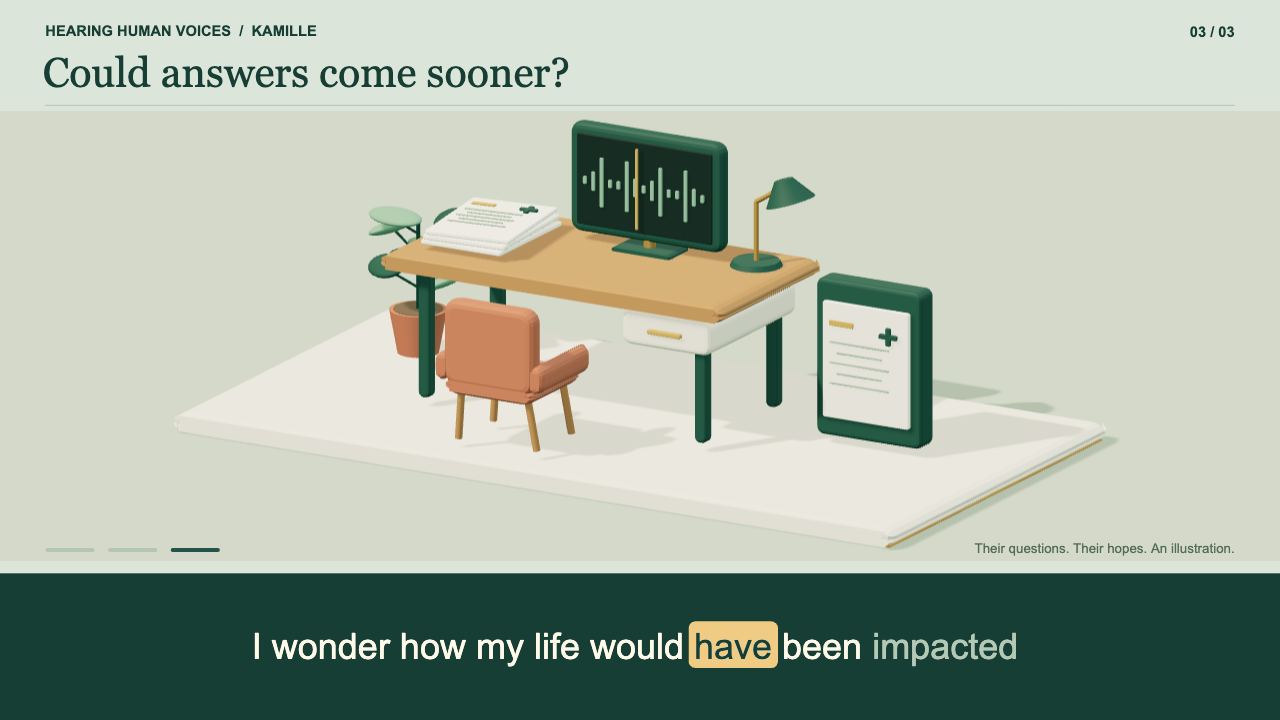 HEARING HUMAN VOICES / KAMILLE
03 / 03
Could answers come sooner?
Their questions. Their hopes. An illustration.
I wonder how my life would have been impacted